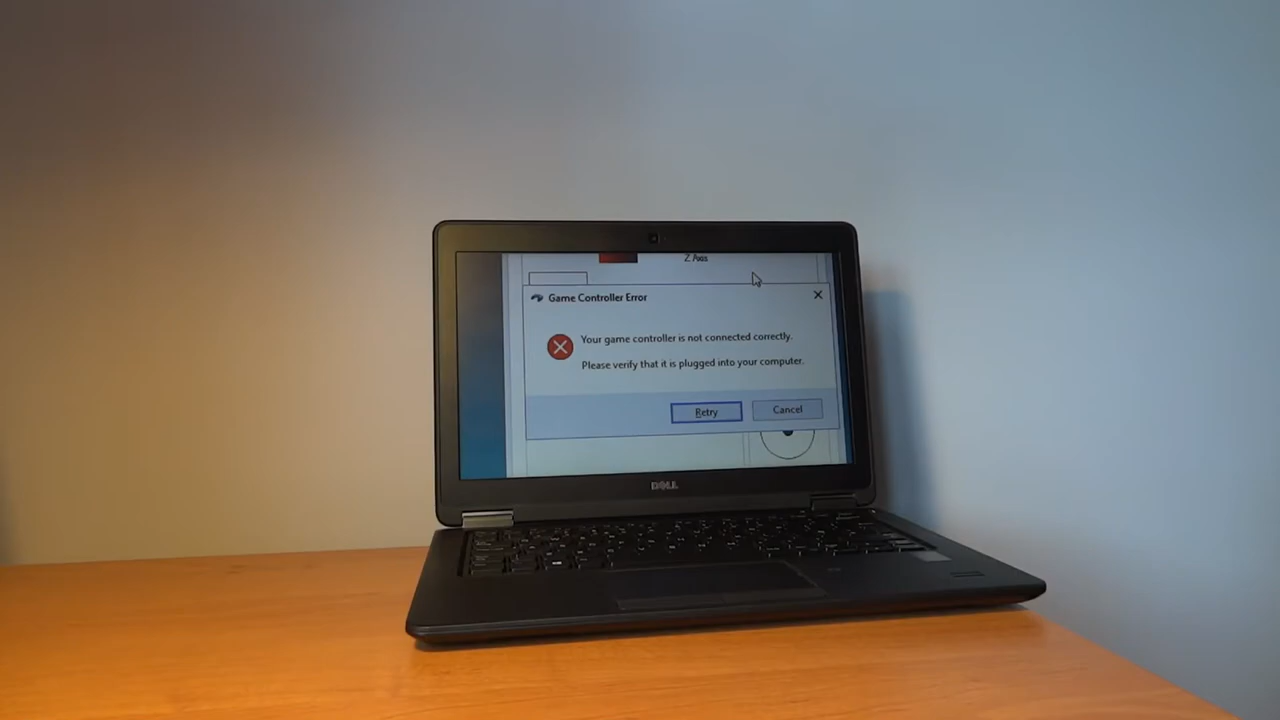 Z Axis
Game Controller Error
Your game controller is not connected correctly.
Please verify that it is plugged into your computer.
Retry
Cancel
DELL